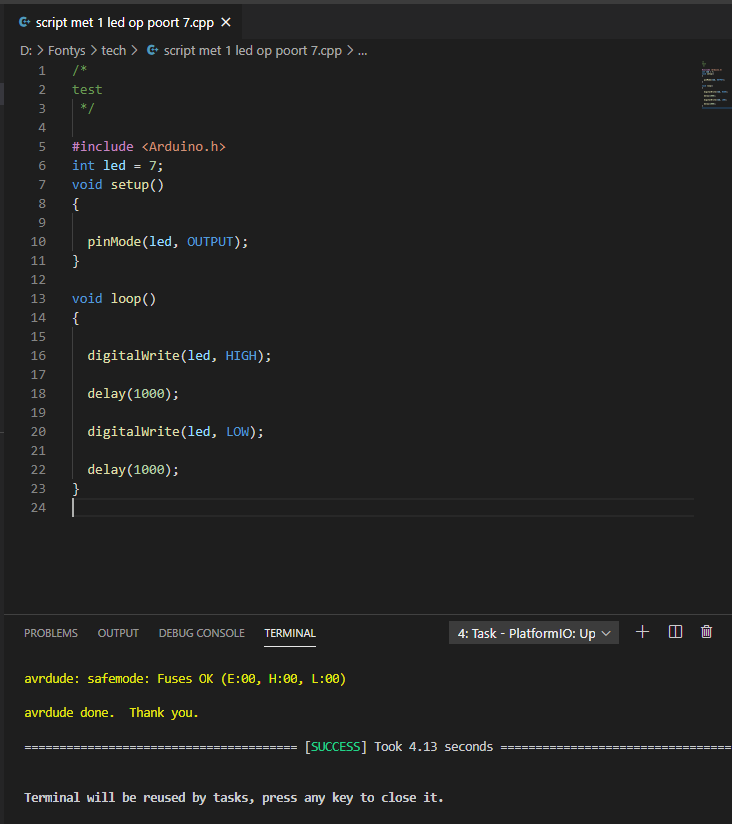 script met 1 led op poort 7.cpp ×
D: > Fontys > tech > script met 1 led op poort 7.cpp > ...
1 /*
2 test
3 */
4
5 #include <Arduino.h>
6 int led = 7;
7 void setup()
8 {
9
10 pinMode(led, OUTPUT);
11 }
12
13 void loop()
14 {
15
16 digitalWrite(led, HIGH);
17
18 delay(1000);
19
20 digitalWrite(led, LOW);
21
22 delay(1000);
23 }
24
PROBLEMS OUTPUT DEBUG CONSOLE TERMINAL 4: Task - PlatformIO: Up
avrdude: safemode: Fuses OK (E:00, H:00, L:00)
avrdude done.  Thank you.
======================================= [SUCCESS] Took 4.13 seconds =================================
Terminal will be reused by tasks, press any key to close it.